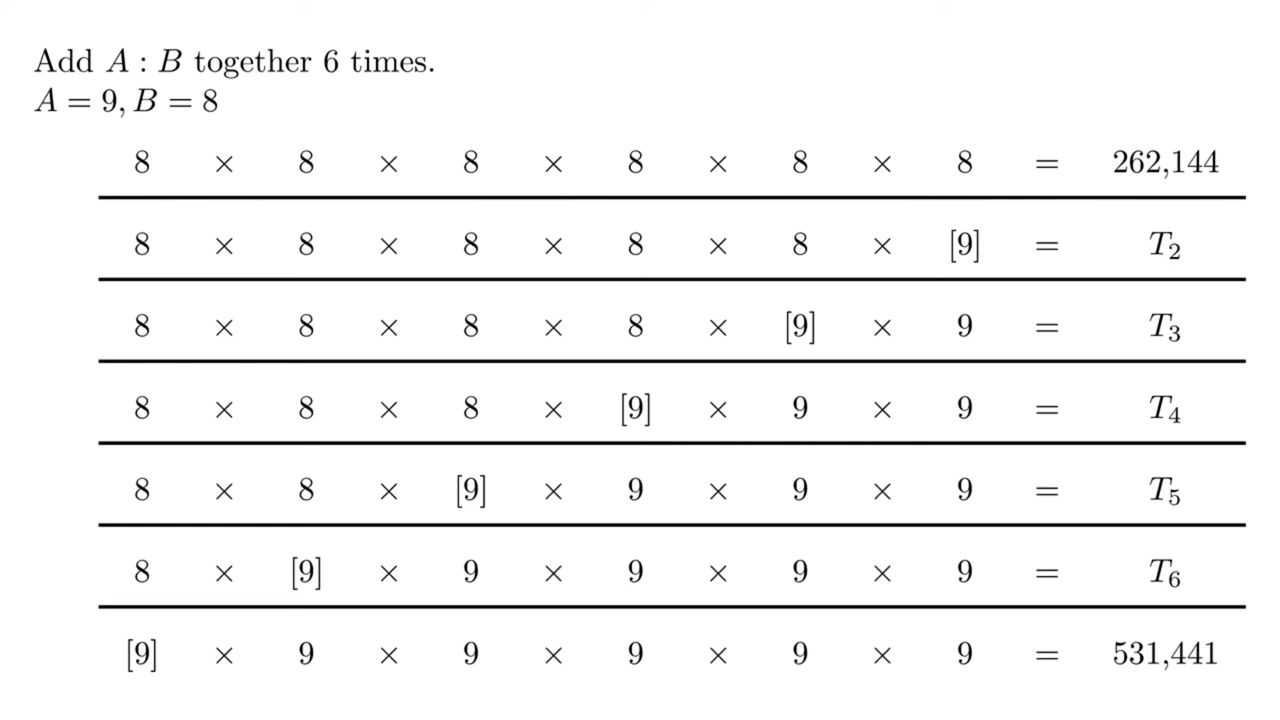 Add A : B together 6 times.
A = 9, B = 8
8 × 8 × 8 × 8 × 8 × 8 = 262,144
8 × 8 × 8 × 8 × 8 × [9] = T₂
8 × 8 × 8 × 8 × [9] × 9 = T₃
8 × 8 × 8 × [9] × 9 × 9 = T₄
8 × 8 × [9] × 9 × 9 × 9 = T₅
8 × [9] × 9 × 9 × 9 × 9 = T₆
[9] × 9 × 9 × 9 × 9 × 9 = 531,441